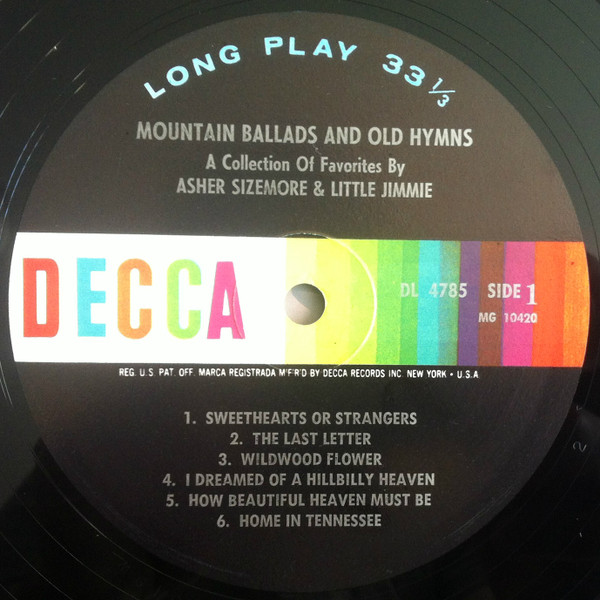 LONG PLAY 33 1/3
MOUNTAIN BALLADS AND OLD HYMNS
A Collection Of Favorites By
ASHER SIZEMORE & LITTLE JIMMIE
DECCA
DL 4785 SIDE 1
MG 10420
REG. U.S. PAT. OFF. MARCA REGISTRADA M'F'R'D BY DECCA RECORDS INC. NEW YORK • U.S.A
1. SWEETHEARTS OR STRANGERS
2. THE LAST LETTER
3. WILDWOOD FLOWER
4. I DREAMED OF A HILLBILLY HEAVEN
5. HOW BEAUTIFUL HEAVEN MUST BE
6. HOME IN TENNESSEE